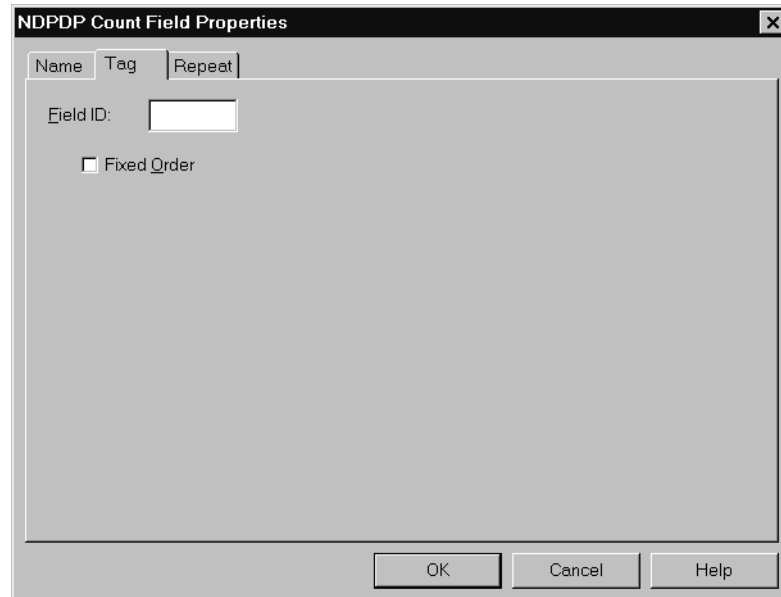 NDPDP Count Field Properties
Name Tag Repeat
Field ID:
Fixed Order
OK Cancel Help